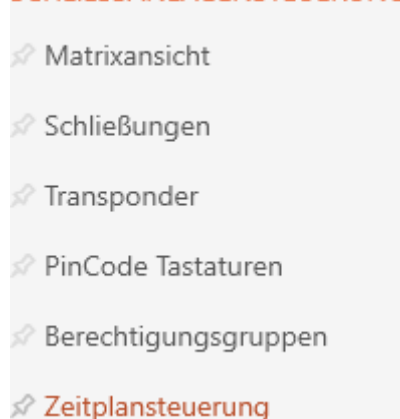 Matrixansicht
Schließungen
Transponder
PinCode Tastaturen
Berechtigungsgruppen
Zeitplansteuerung